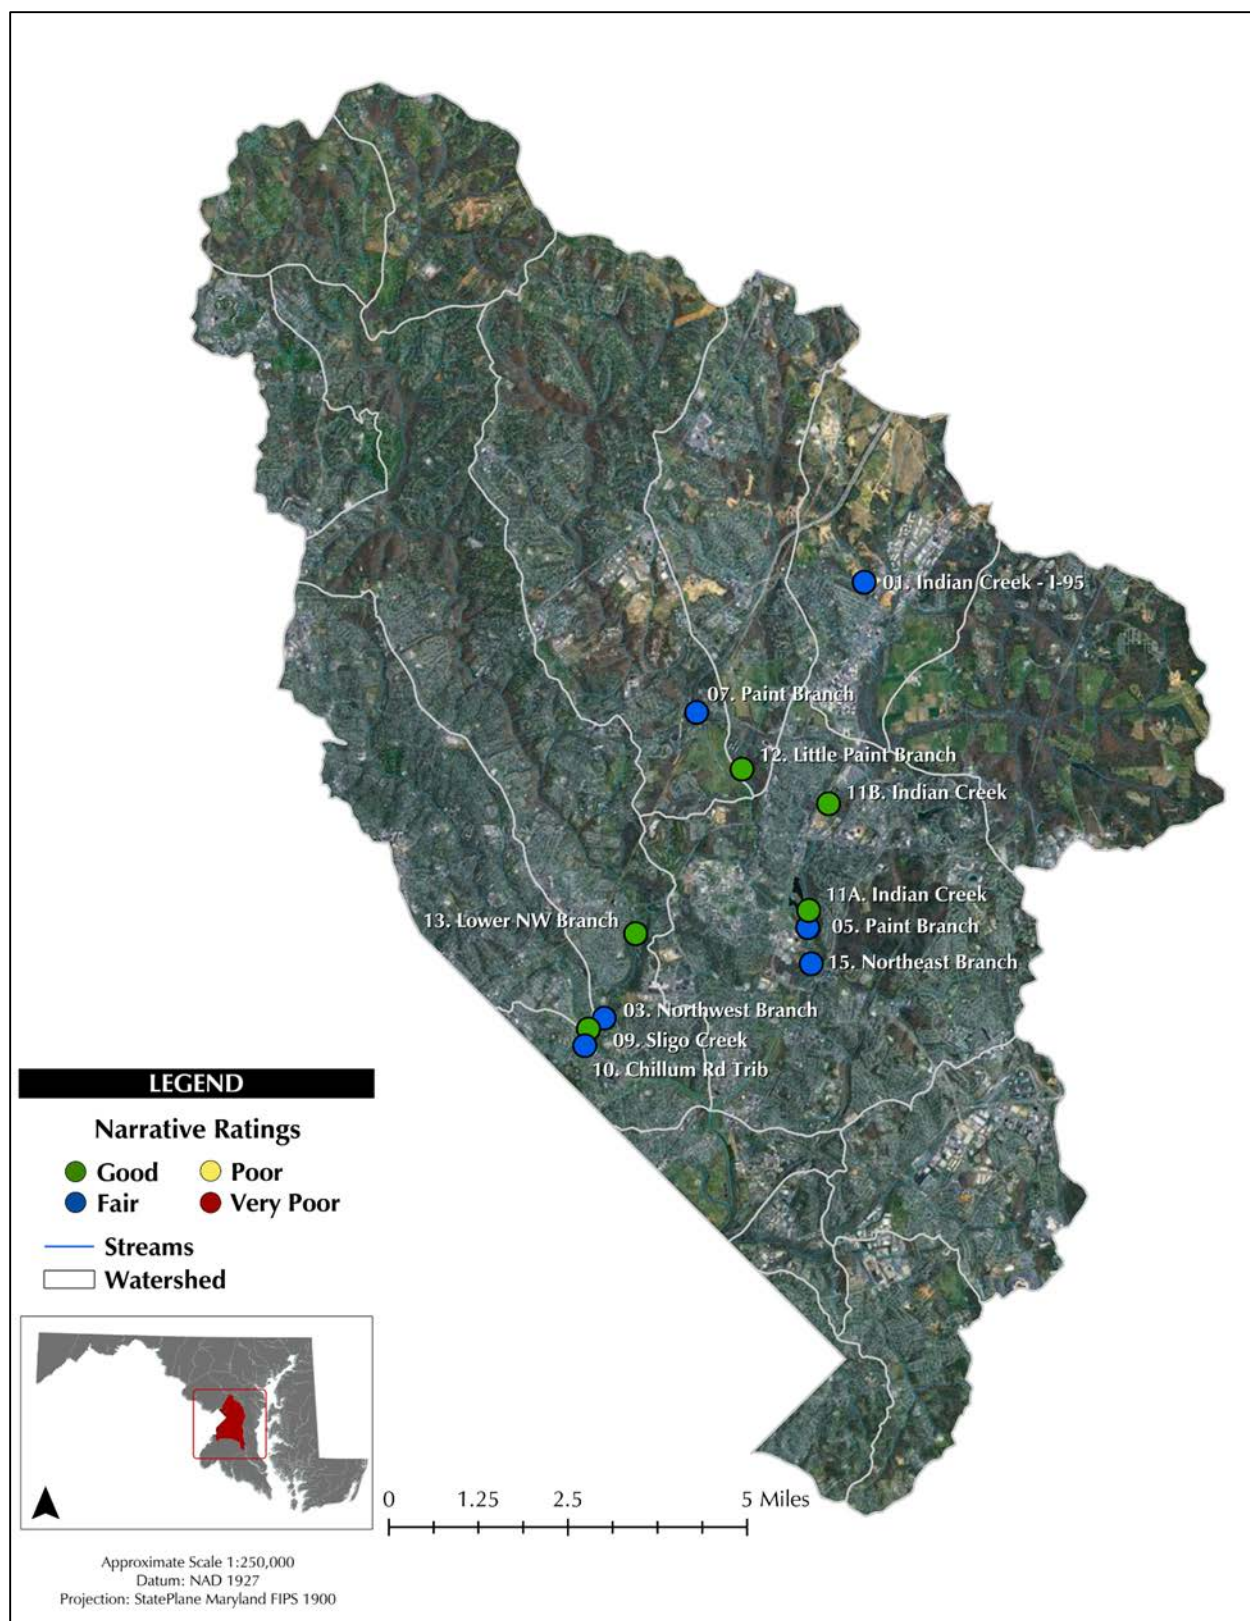 01. Indian Creek - I-95
07. Paint Branch
12. Little Paint Branch
11B. Indian Creek
11A. Indian Creek
13. Lower NW Branch
05. Paint Branch
15. Northeast Branch
03. Northwest Branch
09. Sligo Creek
10. Chillum Rd Trib
LEGEND
Narrative Ratings
Good
Poor
Fair
Very Poor
Streams
Watershed
0 1.25 2.5 5 Miles
Approximate Scale 1:250,000
Datum: NAD 1927
Projection: StatePlane Maryland FIPS 1900